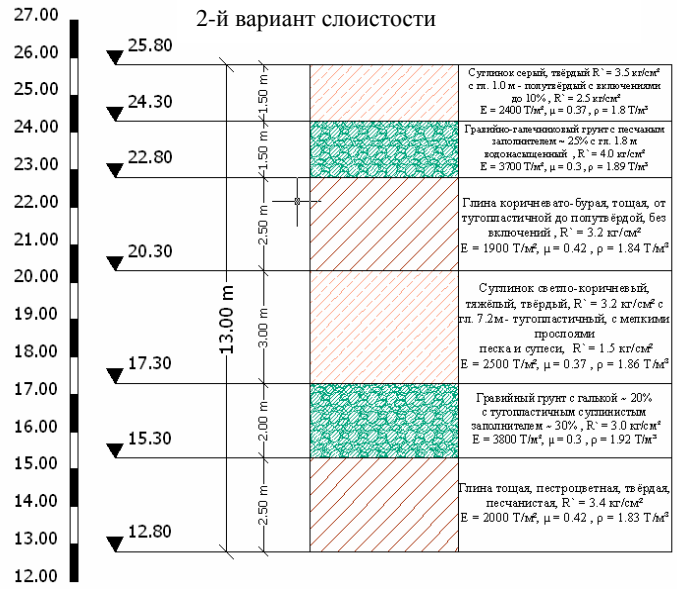 2-й вариант слоистости
27.00
26.00
25.00
24.00
23.00
22.00
21.00
20.00
19.00
18.00
17.00
16.00
15.00
14.00
13.00
12.00
25.80
24.30
22.80
20.30
17.30
15.30
12.80
13.00 m
1.50 m
1.50 m
2.50 m
3.00 m
2.00 m
2.50 m
Суглинок серый, твёрдый R` = 3.5 кг/см²
с гл. 1.0 м - полутвёрдый с включениями
до 10% , R` = 2.5 кг/см²
E = 2400 Т/м², μ = 0.37 , ρ = 1.8 Т/м³
Гравийно-галечниковый грунт с песчаным
заполнителем ~ 25% с гл. 1.8 м
водонасыщенный , R` = 4.0 кг/см²
E = 3700 Т/м², μ = 0.3 , ρ = 1.89 Т/м³
Глина коричневато-бурая, тощая, от
тугопластичной до полутвёрдой, без
включений , R` = 3.2 кг/см²
E = 1900 Т/м², μ = 0.42 , ρ = 1.84 Т/м³
Суглинок светло-коричневый,
тяжёлый, твёрдый, R` = 3.2 кг/см² с
гл. 7.2м - тугопластичный, с мелкими
прослоями
песка и супеси, R` = 1.5 кг/см²
E = 2500 Т/м², μ = 0.37 , ρ = 1.86 Т/м³
Гравийный грунт с галькой ~ 20%
с тугопластичным суглинистым
заполнителем ~ 30% , R` = 3.0 кг/см²
E = 3800 Т/м², μ = 0.3 , ρ = 1.92 Т/м³
Глина тощая, пестроцветная, твёрдая,
песчанистая, R` = 3.4 кг/см²
E = 2000 Т/м², μ = 0.42 , ρ = 1.83 Т/м³